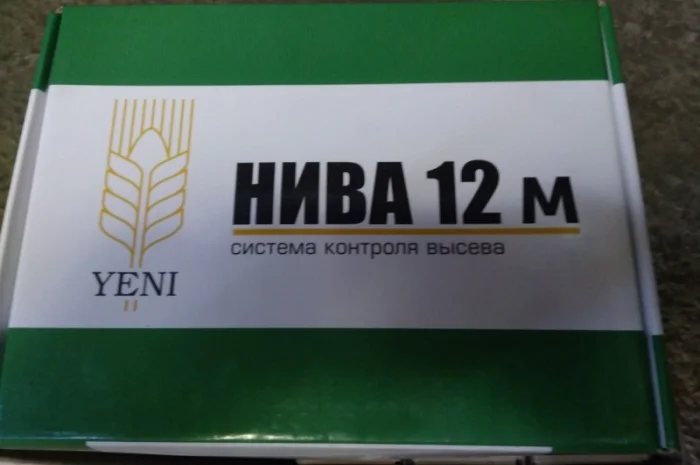 НИВА 12 м
система контроля высева
YENI